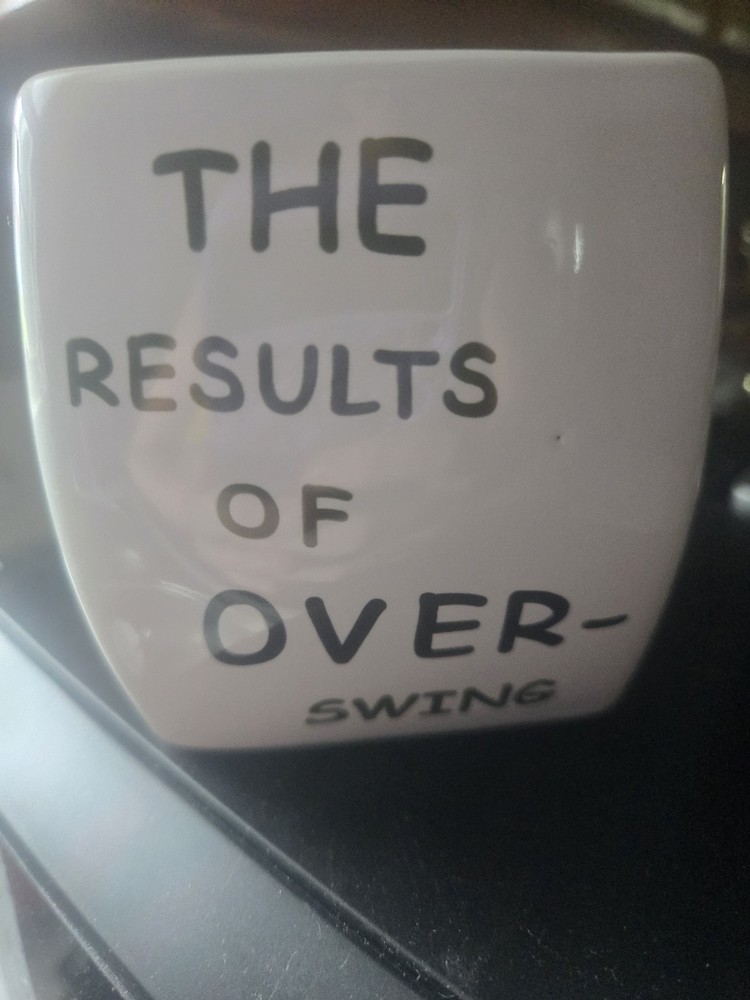 THE
RESULTS
OF
OVER-
SWING